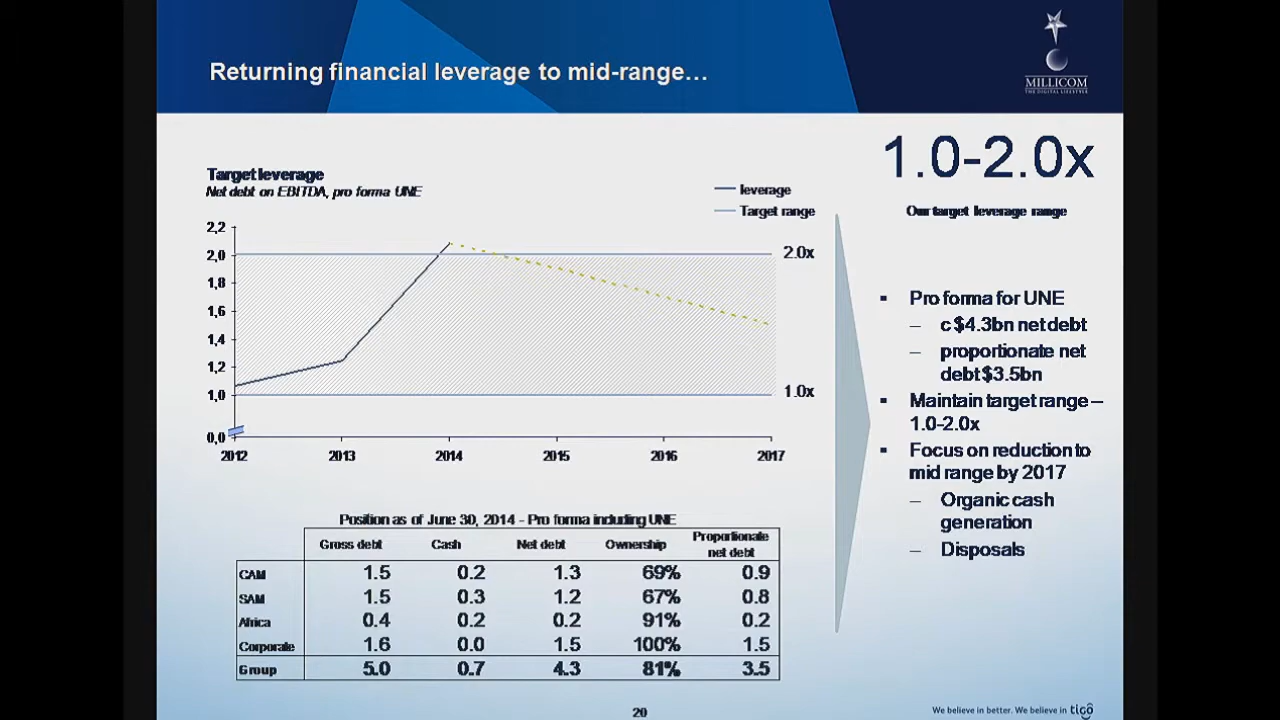 Returning financial leverage to mid-range…
MILLICOM
THE DIGITAL LIFESTYLE
1.0-2.0x
Our target leverage range
Target leverage
Net debt on EBITDA, pro forma UNE
leverage
Target range
2,2
2,0
1,8
1,6
1,4
1,2
1,0
0,0
2.0x
1.0x
2012 2013 2014 2015 2016 2017
▪ Pro forma for UNE
– c $4.3bn net debt
– proportionate net
debt $3.5bn
▪ Maintain target range –
1.0-2.0x
▪ Focus on reduction to
mid range by 2017
– Organic cash
generation
– Disposals
Position as of June 30, 2014 - Pro forma including UNE
Gross debt Cash Net debt Ownership Proportionate
net debt
CAM 1.5 0.2 1.3 69% 0.9
SAM 1.5 0.3 1.2 67% 0.8
Africa 0.4 0.2 0.2 91% 0.2
Corporate 1.6 0.0 1.5 100% 1.5
Group 5.0 0.7 4.3 81% 3.5
20
We believe in better. We believe in tigo